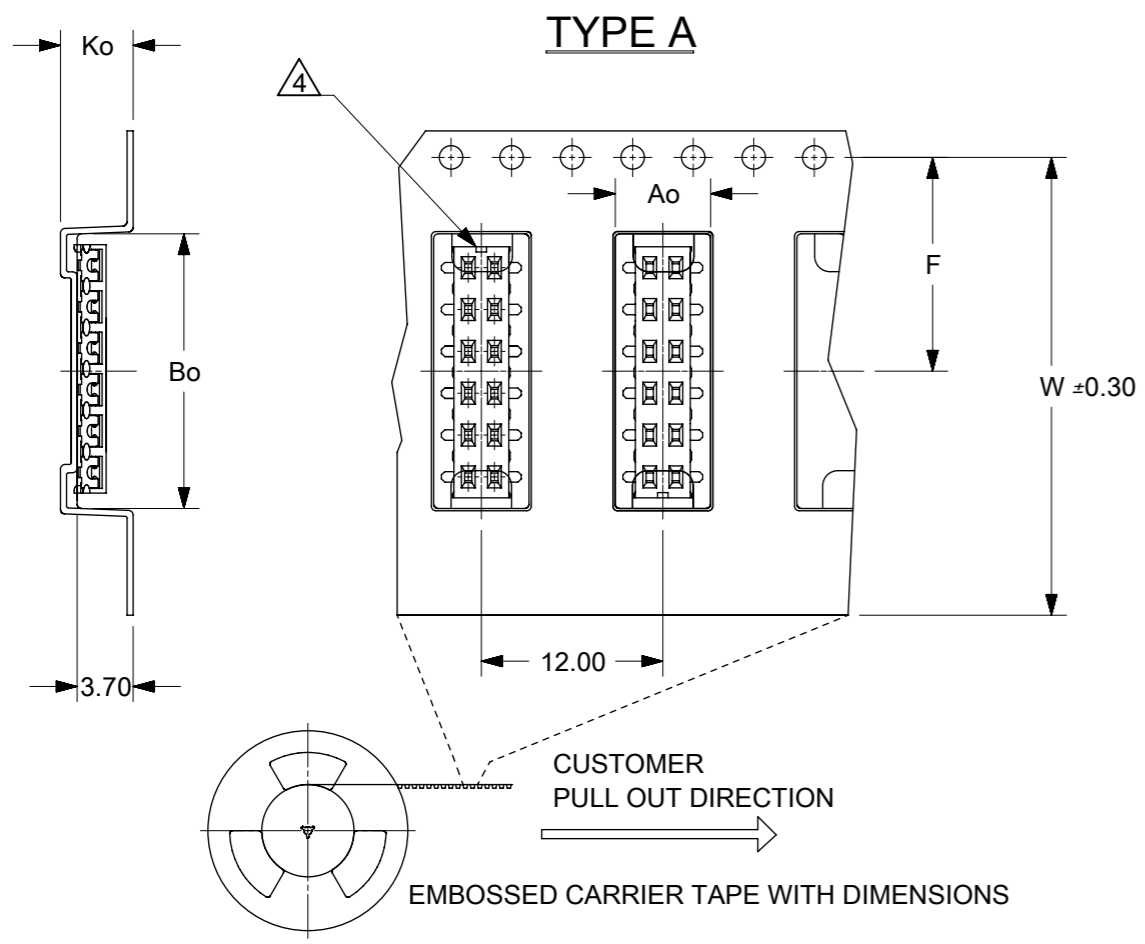 TYPE A
Ko
4
Ao
F
Bo
W ±0.30
12.00
3.70
CUSTOMER
PULL OUT DIRECTION
EMBOSSED CARRIER TAPE WITH DIMENSIONS